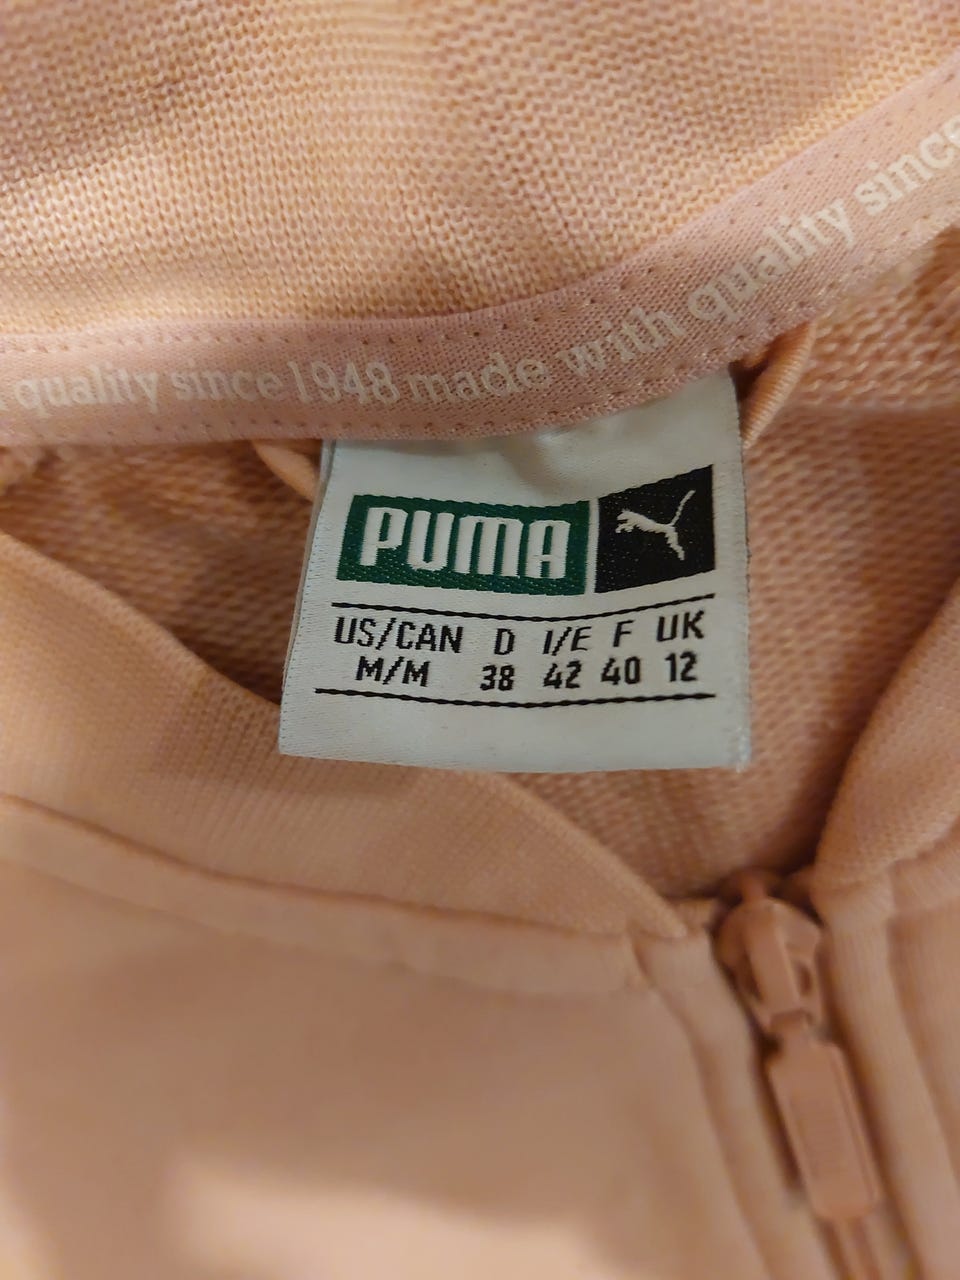 quality since 1948 made with quality since
PUMA
US/CAN D I/E F UK
M/M 38 42 40 12